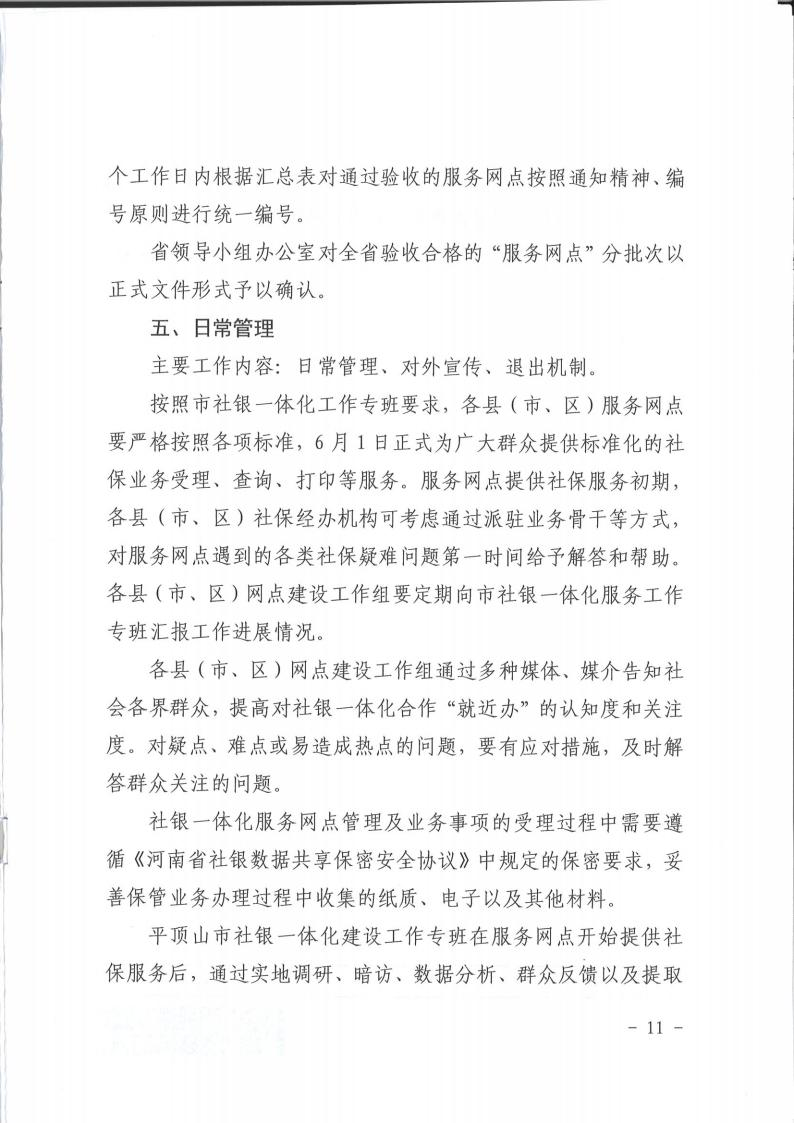 个工作日内根据汇总表对通过验收的服务网点按照通知精神、编
号原则进行统一编号。
省领导小组办公室对全省验收合格的“服务网点”分批次以
正式文件形式予以确认。
五、日常管理
主要工作内容：日常管理、对外宣传、退出机制。
按照市社银一体化工作专班要求，各县（市、区）服务网点
要严格按照各项标准，6月1日正式为广大群众提供标准化的社
保业务受理、查询、打印等服务。服务网点提供社保服务初期，
各县（市、区）社保经办机构可考虑通过派驻业务骨干等方式，
对服务网点遇到的各类社保疑难问题第一时间给予解答和帮助。
各县（市、区）网点建设工作组要定期向市社银一体化服务工作
专班汇报工作进展情况。
各县（市、区）网点建设工作组通过多种媒体、媒介告知社
会各界群众，提高对社银一体化合作“就近办”的认知度和关注
度。对疑点、难点或易造成热点的问题，要有应对措施，及时解
答群众关注的问题。
社银一体化服务网点管理及业务事项的受理过程中需要遵
循《河南省社银数据共享保密安全协议》中规定的保密要求，妥
善保管业务办理过程中收集的纸质、电子以及其他材料。
平顶山市社银一体化建设工作专班在服务网点开始提供社
保服务后，通过实地调研、暗访、数据分析、群众反馈以及提取
- 11 -